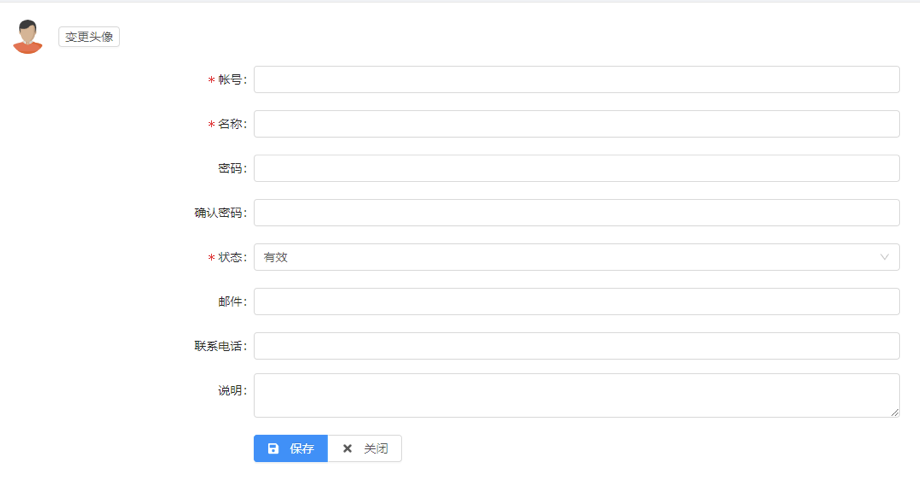 变更头像
* 帐号:
* 名称:
密码:
确认密码:
* 状态: 有效
邮件:
联系电话:
说明:
保存 关闭